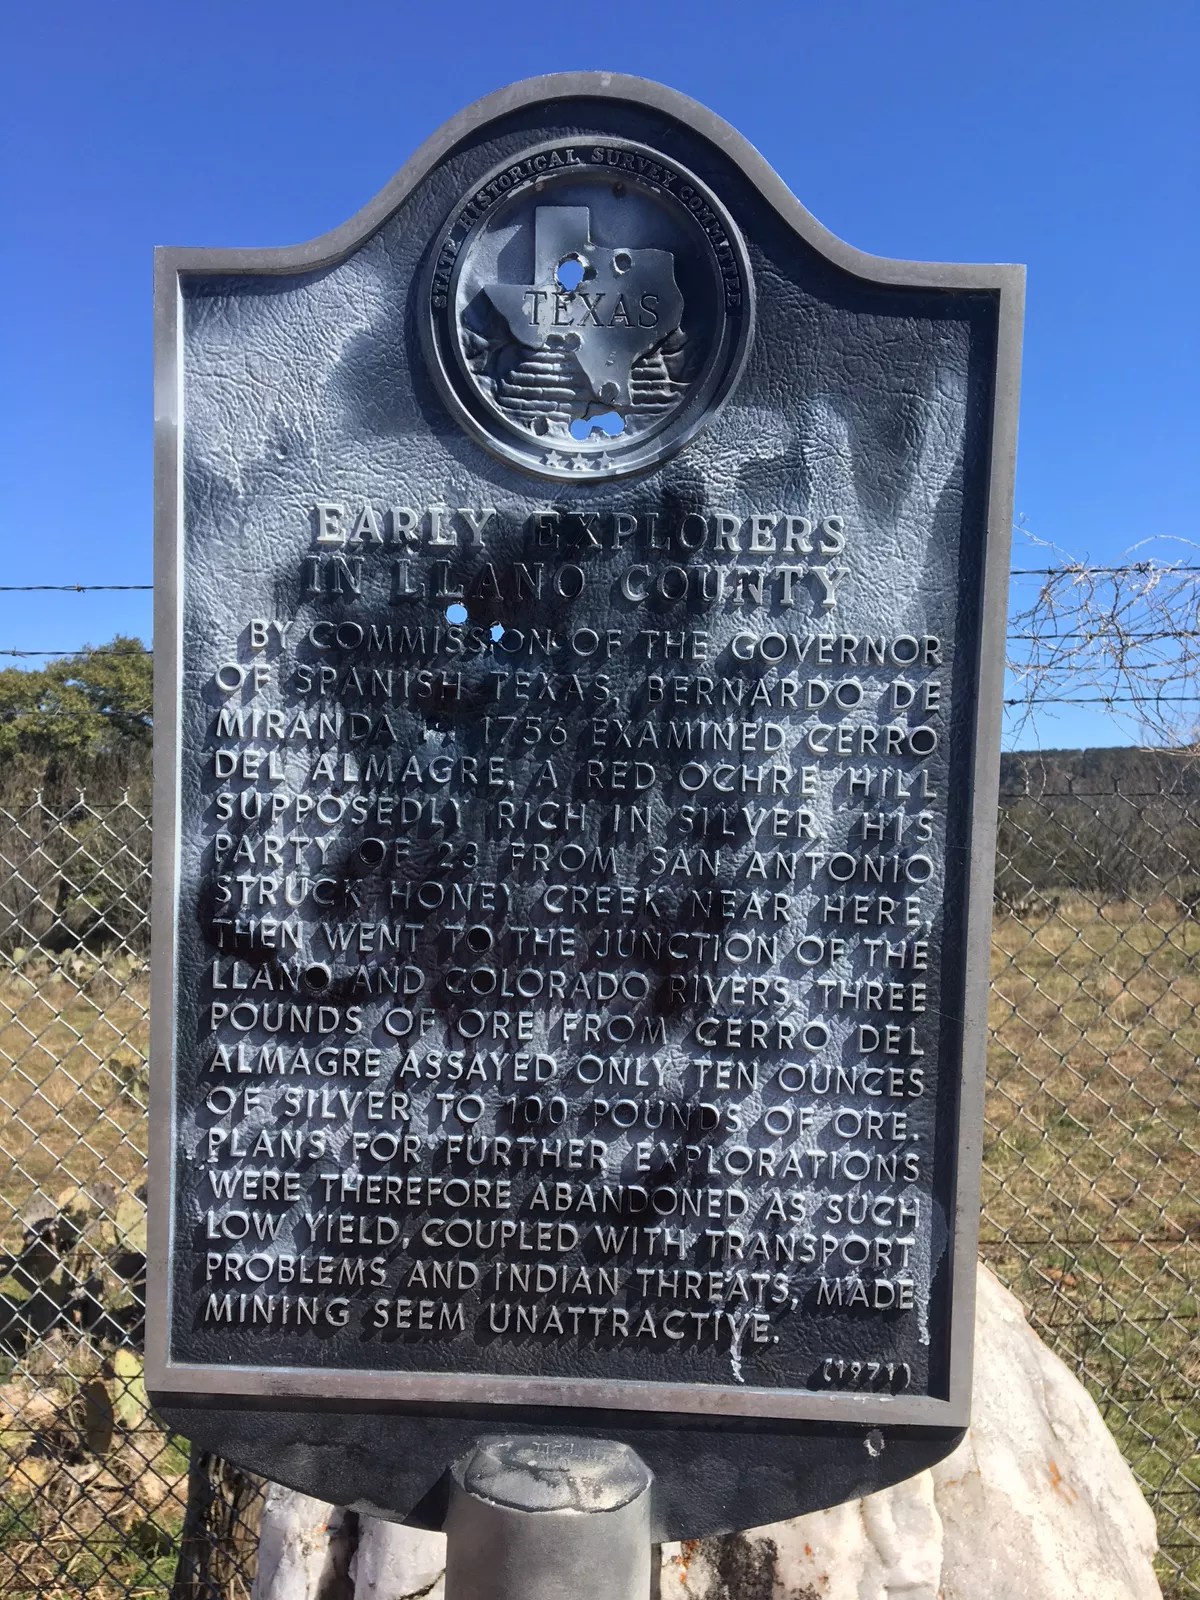 STATE HISTORICAL SURVEY COMMITTEE
TEXAS
EARLY EXPLORERS
IN LLANO COUNTY
BY COMMISSION OF THE GOVERNOR
OF SPANISH TEXAS, BERNARDO DE
MIRANDA IN 1756 EXAMINED CERRO
DEL ALMAGRE, A RED OCHRE HILL
SUPPOSEDLY RICH IN SILVER. HIS
PARTY OF 23 FROM SAN ANTONIO
STRUCK HONEY CREEK NEAR HERE,
THEN WENT TO THE JUNCTION OF THE
LLANO AND COLORADO RIVERS. THREE
POUNDS OF ORE FROM CERRO DEL
ALMAGRE ASSAYED ONLY TEN OUNCES
OF SILVER TO 100 POUNDS OF ORE.
PLANS FOR FURTHER EXPLORATIONS
WERE THEREFORE ABANDONED AS SUCH
LOW YIELD, COUPLED WITH TRANSPORT
PROBLEMS AND INDIAN THREATS, MADE
MINING SEEM UNATTRACTIVE.
(1971)